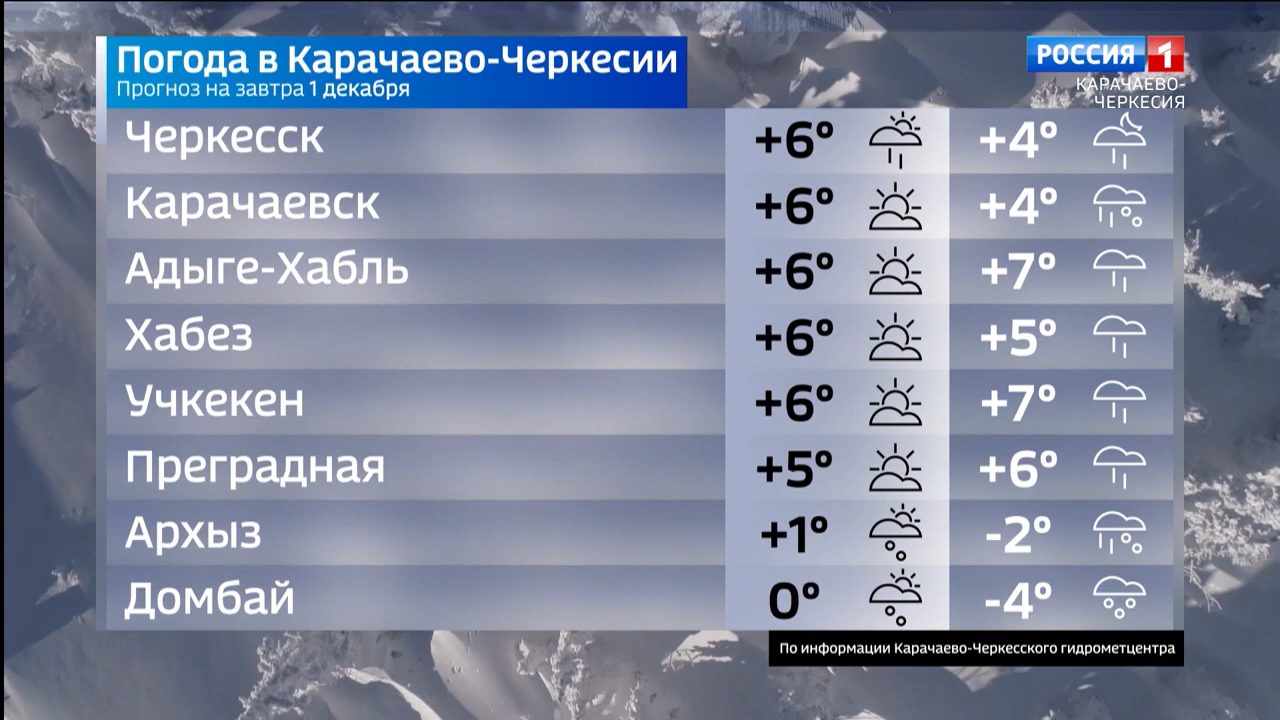 Погода в Карачаево-Черкесии
Прогноз на завтра 1 декабря
РОССИЯ 1
КАРАЧАЕВО-
ЧЕРКЕСИЯ
Черкесск +6° +4°
Карачаевск +6° +4°
Адыге-Хабль +6° +7°
Хабез +6° +5°
Учкекен +6° +7°
Преградная +5° +6°
Архыз +1° -2°
Домбай 0° -4°
По информации Карачаево-Черкесского гидрометцентра